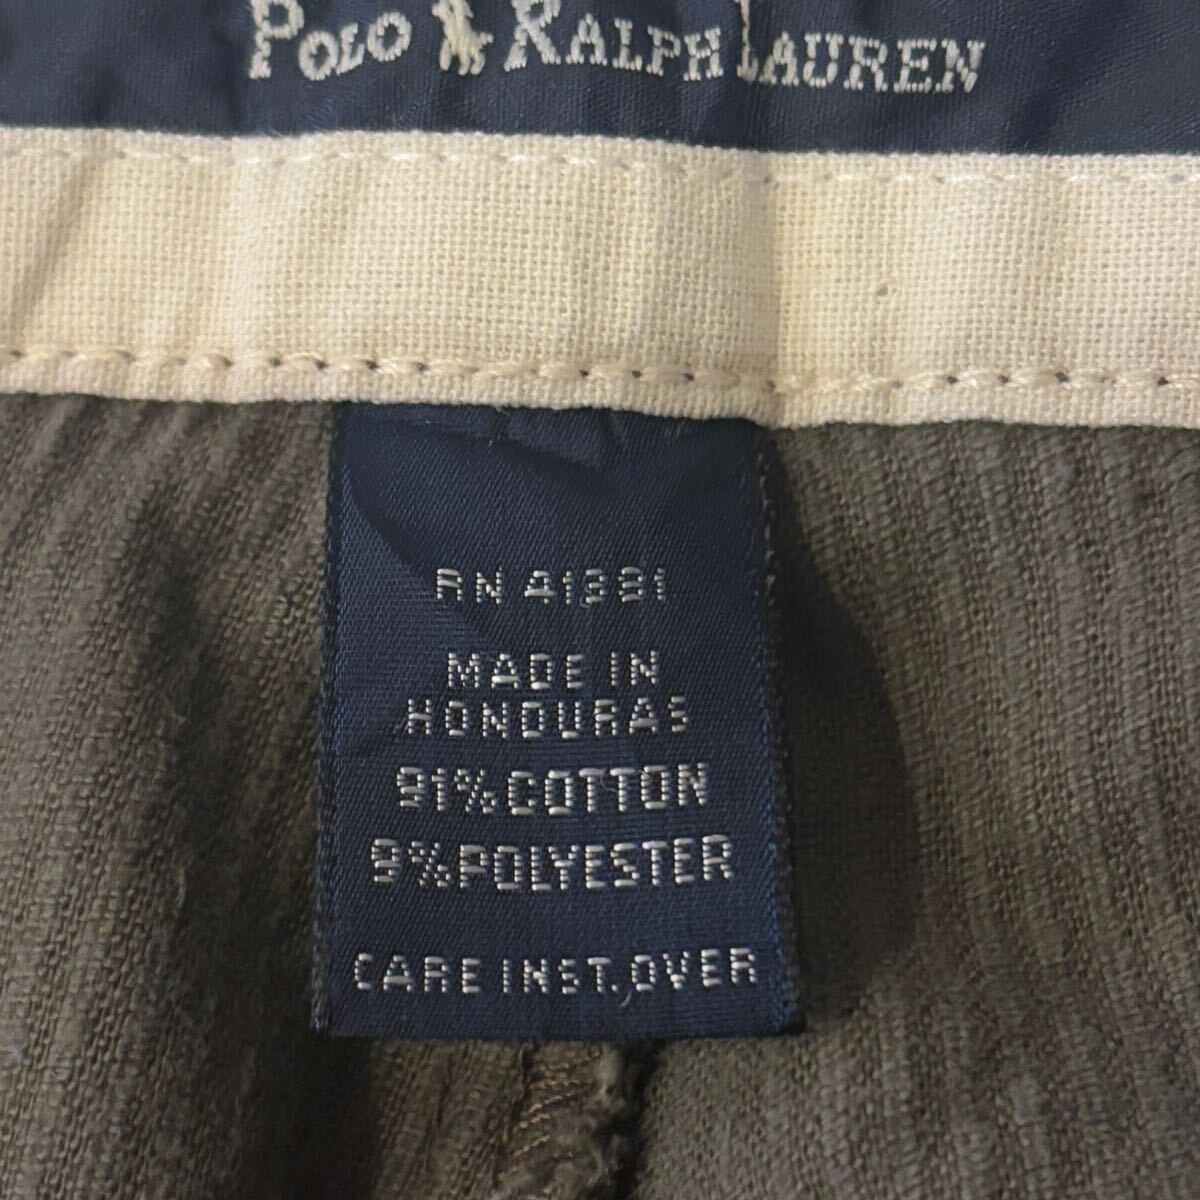 POLO RALPH LAUREN
RN 41381
MADE IN
HONDURAS
91% COTTON
9% POLYESTER
CARE INST. OVER